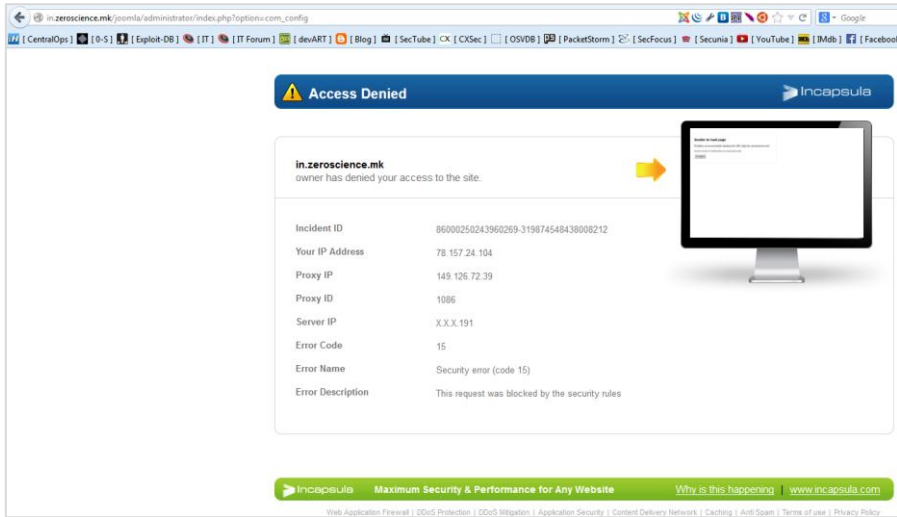 in.zeroscience.mk/joomla/administrator/index.php?option=com_config
Google
[ CentralOps ] [ 0-S ] [ Exploit-DB ] [ IT ] [ IT Forum ] [ devART ] [ Blog ] [ SecTube ] CX [ CXSec ] [ OSVDB ] [ PacketStorm ] [ SecFocus ] [ Secunia ] [ YouTube ] [ IMdb ] [ Facebook
Access Denied
Incapsula
in.zeroscience.mk
owner has denied your access to the site.
Incident ID 86000250243960269-319874548438008212
Your IP Address 78.157.24.104
Proxy IP 149.126.72.39
Proxy ID 1086
Server IP X.X.X.191
Error Code 15
Error Name Security error (code 15)
Error Description This request was blocked by the security rules
Incapsula Maximum Security & Performance for Any Website Why is this happening | www.incapsula.com
Web Application Firewall | DDoS Protection | DDoS Mitigation | Application Security | Content Delivery Network | Caching | Anti Spam | Terms of use | Privacy Policy